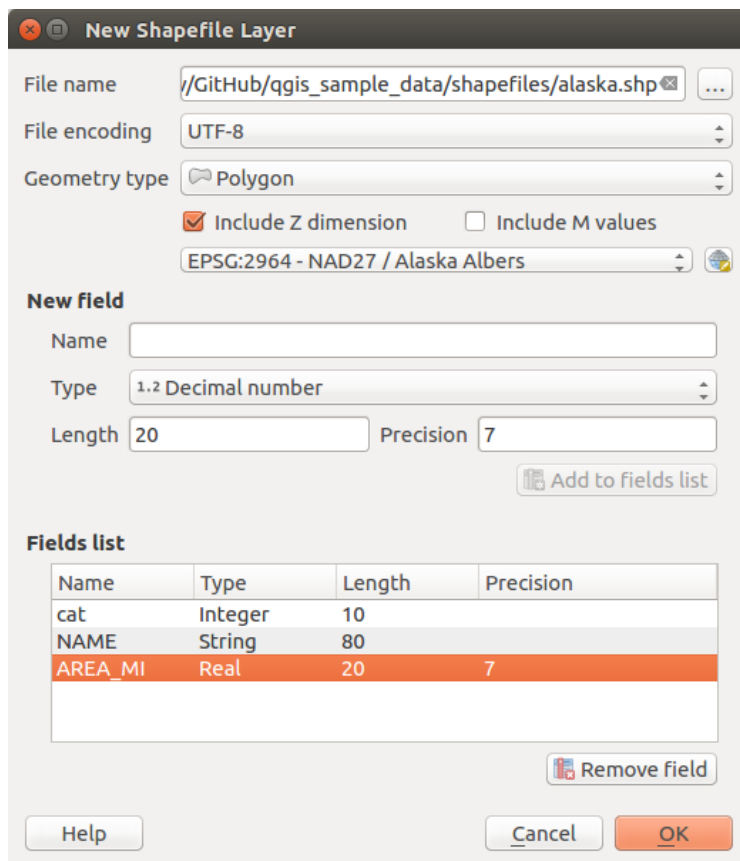 New Shapefile Layer
File name /GitHub/qgis_sample_data/shapefiles/alaska.shp ...
File encoding UTF-8
Geometry type Polygon
Include Z dimension Include M values
EPSG:2964 - NAD27 / Alaska Albers
New field
Name
Type 1.2 Decimal number
Length 20 Precision 7
Add to fields list
Fields list
Name Type Length Precision
cat Integer 10
NAME String 80
AREA_MI Real 20 7
Remove field
Help Cancel OK